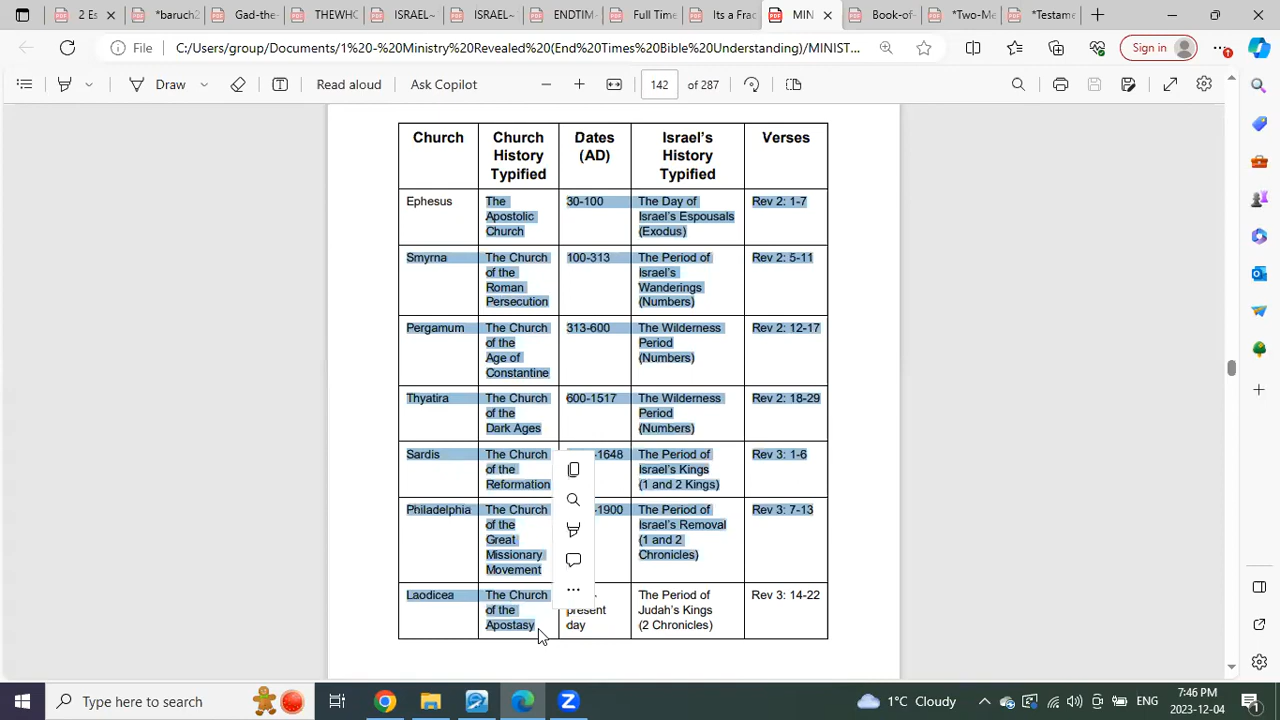 2 Es
*baruch2
Gad-the-
THEWHO
ISRAEL~
ISRAEL~
ENDTIM
Full Time
Its a Frac
MIN
Book-of-
*Two-Me
*Testame
File C:/Users/group/Documents/1%20-%20Ministry%20Revealed%20(End%20Times%20Bible%20Understanding)/MINIST... Sign in
Draw Read aloud Ask Copilot 142 of 287
Church
Church
History
Typified
Dates
(AD)
Israel's
History
Typified
Verses
Ephesus
The
Apostolic
Church
30-100
The Day of
Israel's Espousals
(Exodus)
Rev 2: 1-7
Smyrna
The Church
of the
Roman
Persecution
100-313
The Period of
Israel's
Wanderings
(Numbers)
Rev 2: 5-11
Pergamum
The Church
of the
Age of
Constantine
313-600
The Wilderness
Period
(Numbers)
Rev 2: 12-17
Thyatira
The Church
of the
Dark Ages
600-1517
The Wilderness
Period
(Numbers)
Rev 2: 18-29
Sardis
The Church
of the
Reformation
-1648
The Period of
Israel's Kings
(1 and 2 Kings)
Rev 3: 1-6
Philadelphia
The Church
of the
Great
Missionary
Movement
-1900
The Period of
Israel's Removal
(1 and 2
Chronicles)
Rev 3: 7-13
Laodicea
The Church
of the
Apostasy
present
day
The Period of
Judah's Kings
(2 Chronicles)
Rev 3: 14-22
Type here to search
1°C Cloudy
ENG
7:46 PM
2023-12-04
1